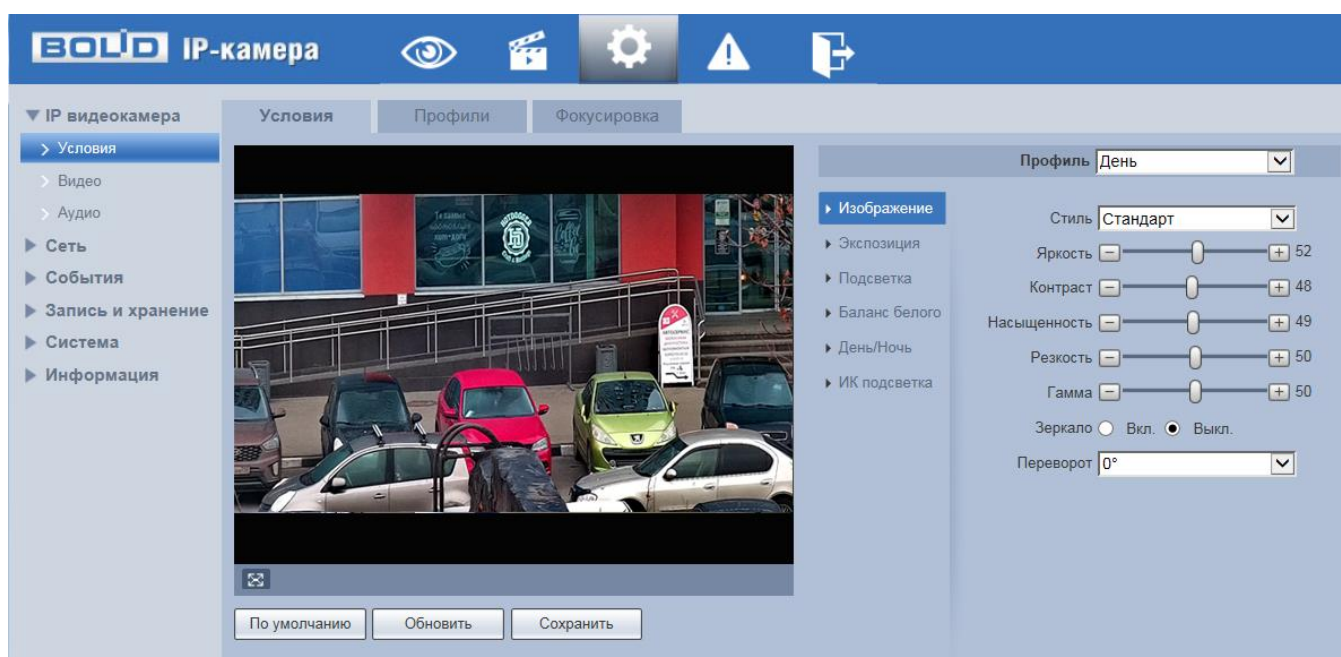 BOLID IP-камера
IP видеокамера
Условия
Видео
Аудио
Сеть
События
Запись и хранение
Система
Информация
Условия Профили Фокусировка
По умолчанию Обновить Сохранить
Изображение
Экспозиция
Подсветка
Баланс белого
День/Ночь
ИК подсветка
Профиль День
Стиль Стандарт
Яркость 52
Контраст 48
Насыщенность 49
Резкость 50
Гамма 50
Зеркало Вкл. Выкл.
Переворот 0°